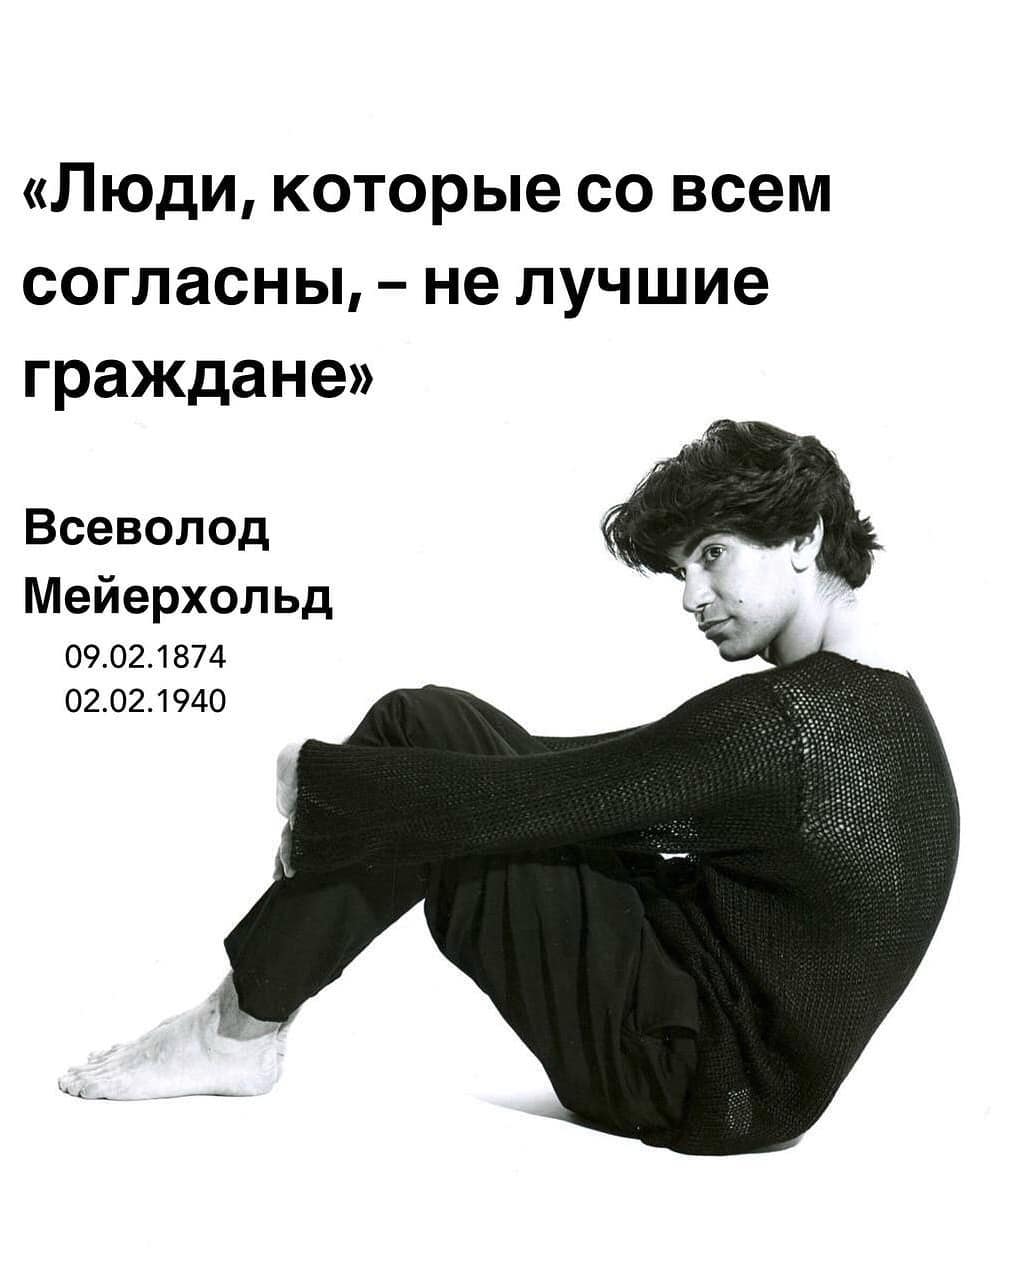 «Люди, которые со всем
согласны, – не лучшие
граждане»
Всеволод
Мейерхольд
09.02.1874
02.02.1940